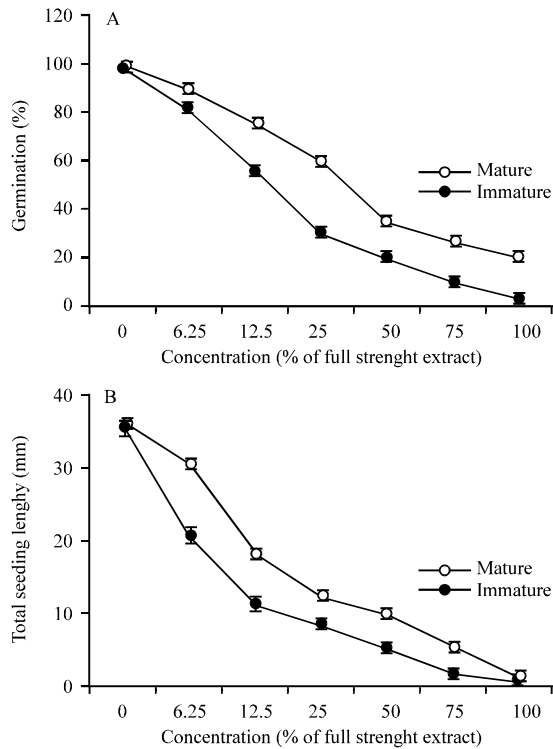 A
120
100
80
60
40
20
0
Germination (%)
Mature
Immature
0 6.25 12.5 25 50 75 100
Concentration (% of full strenght extract)
B
40
30
20
10
0
Total seeding lenghy (mm)
Mature
Immature
0 6.25 12.5 25 50 75 100
Concentration (% of full strenght extract)